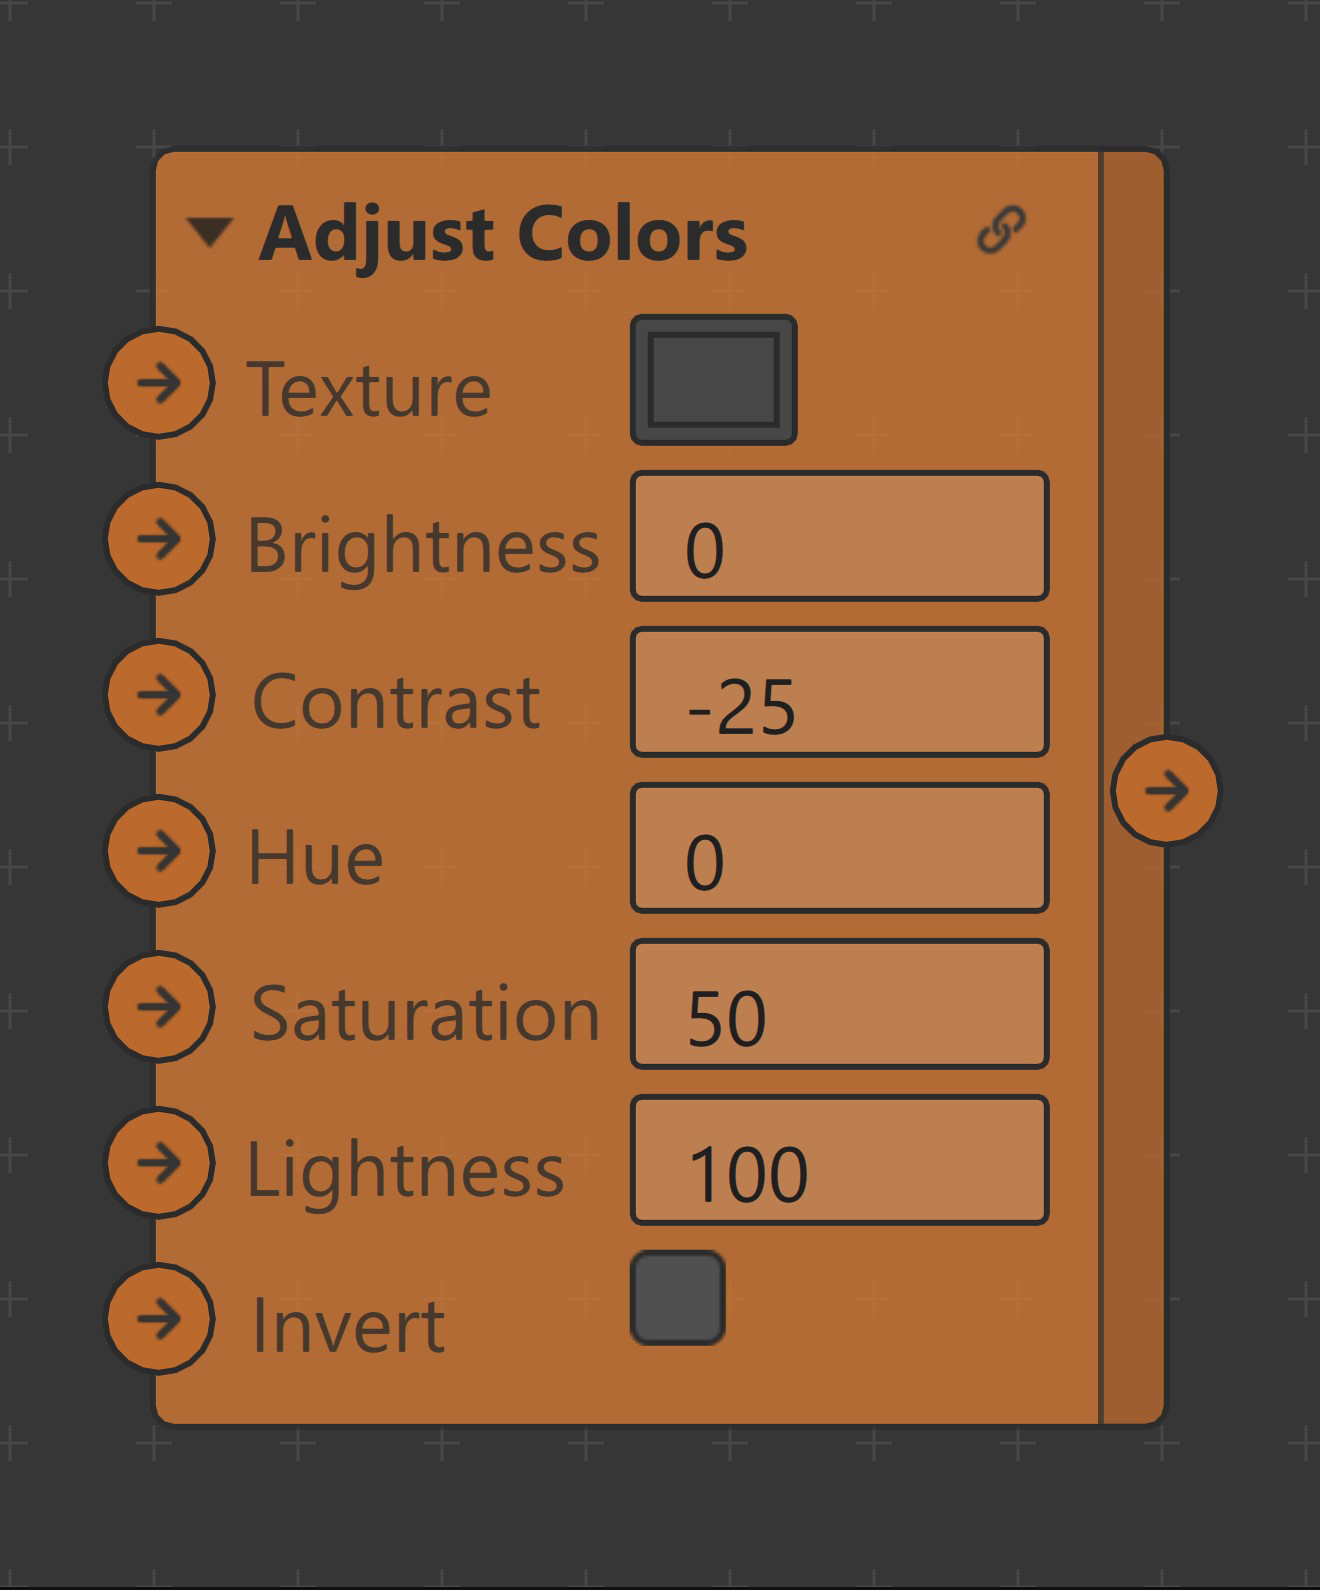 Adjust Colors
Texture
Brightness 0
Contrast -25
Hue 0
Saturation 50
Lightness 100
Invert